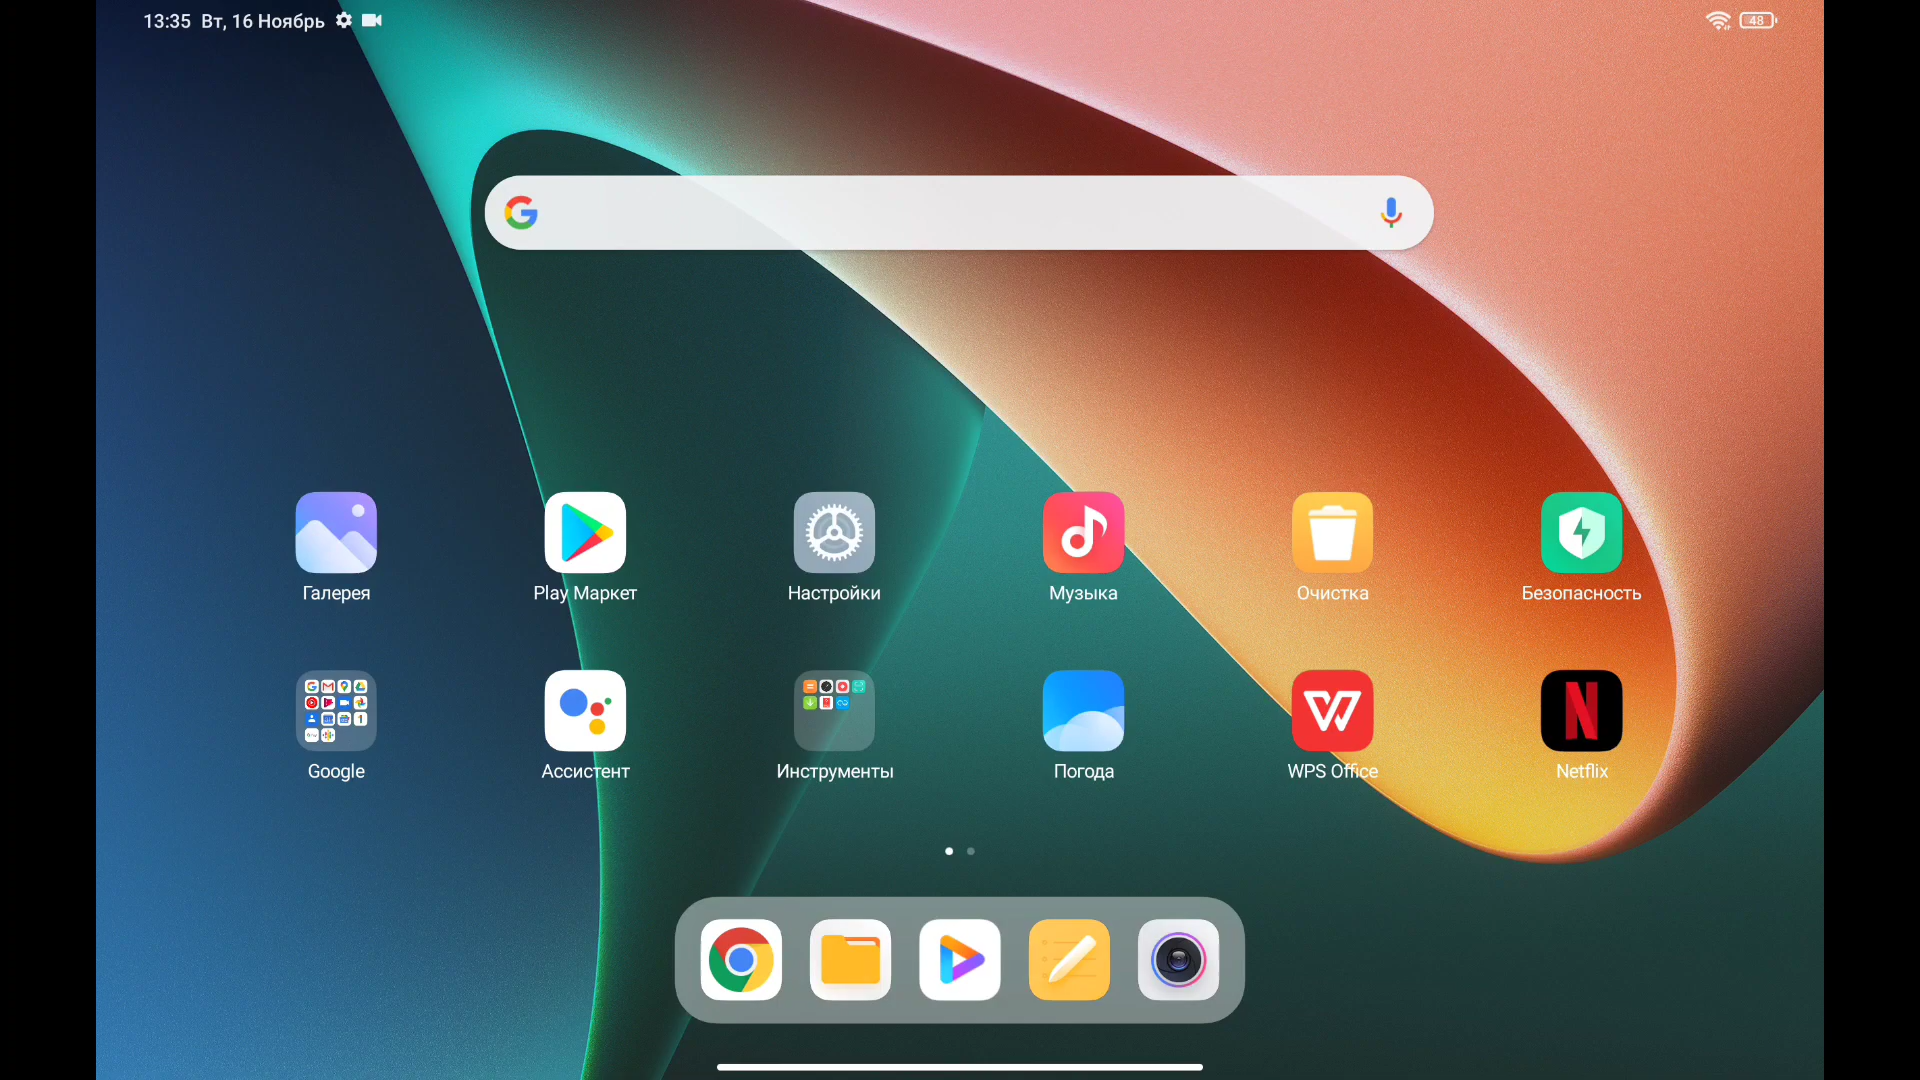 13:35 Вт, 16 Ноябрь
48
Галерея
Play Маркет
Настройки
Музыка
Очистка
Безопасность
Google
Ассистент
Инструменты
Погода
WPS Office
Netflix